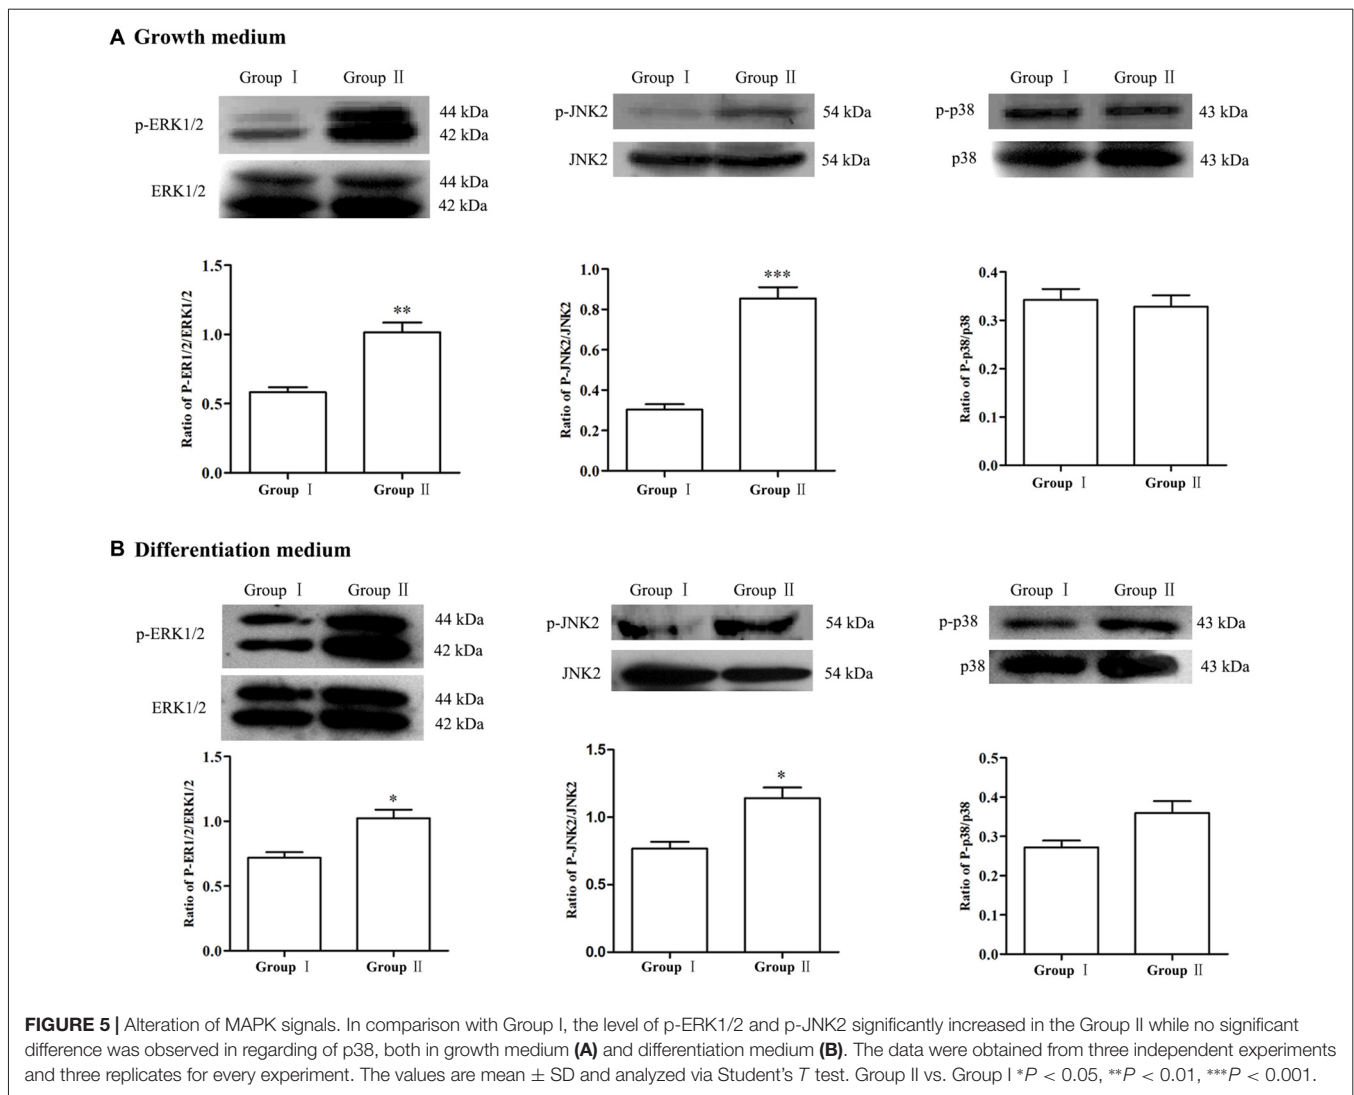 A Growth medium
Group Ⅰ Group Ⅱ
p-ERK1/2 44 kDa
42 kDa
ERK1/2 44 kDa
42 kDa
Group Ⅰ Group Ⅱ
p-JNK2 54 kDa
JNK2 54 kDa
Group Ⅰ Group Ⅱ
p-p38 43 kDa
p38 43 kDa
Ratio of P-ER1/2/ERK1/2
1.5
1.0
0.5
0.0
**
Group Ⅰ Group Ⅱ
Ratio of P-JNK2/JNK2
1.0
0.8
0.6
0.4
0.2
0.0
***
Group Ⅰ Group Ⅱ
Ratio of P-p38/p38
0.4
0.3
0.2
0.1
0.0
Group Ⅰ Group Ⅱ
B Differentiation medium
Group Ⅰ Group Ⅱ
p-ERK1/2 44 kDa
42 kDa
ERK1/2 44 kDa
42 kDa
Group Ⅰ Group Ⅱ
p-JNK2 54 kDa
JNK2 54 kDa
Group Ⅰ Group Ⅱ
p-p38 43 kDa
p38 43 kDa
Ratio of P-ER1/2/ERK1/2
1.5
1.0
0.5
0.0
*
Group Ⅰ Group Ⅱ
Ratio of P-JNK2/JNK2
1.5
1.0
0.5
0.0
*
Group Ⅰ Group Ⅱ
Ratio of P-p38/p38
0.5
0.4
0.3
0.2
0.1
0.0
Group Ⅰ Group Ⅱ
FIGURE 5 | Alteration of MAPK signals. In comparison with Group I, the level of p-ERK1/2 and p-JNK2 significantly increased in the Group II while no significant
difference was observed in regarding of p38, both in growth medium (A) and differentiation medium (B). The data were obtained from three independent experiments
and three replicates for every experiment. The values are mean ± SD and analyzed via Student's T test. Group II vs. Group I *P < 0.05, **P < 0.01, ***P < 0.001.